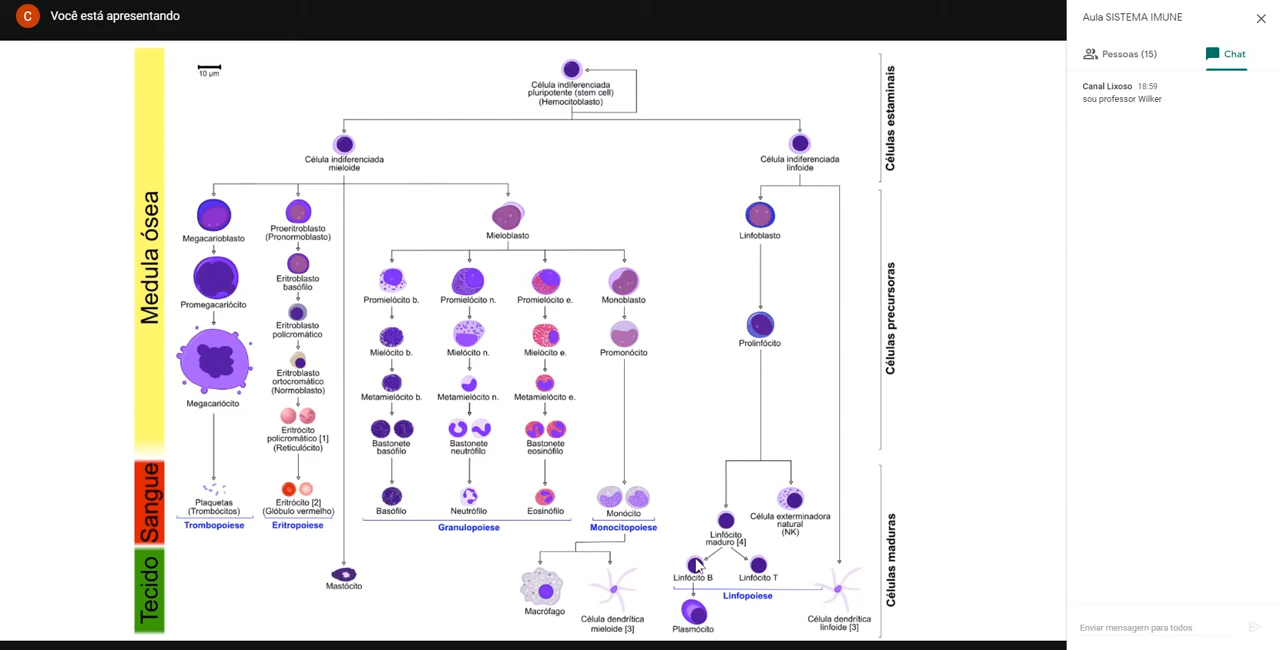 C
Você está apresentando
Aula SISTEMA IMUNE
Pessoas (15)
Chat
Canal Lixoso 18:59
sou professor Wilker
Enviar mensagem para todos
Medula ósea
Sangue
Tecido
10 µm
Célula indiferenciada
pluripotente (stem cell)
(Hemocitoblasto)
Célula indiferenciada
mieloide
Célula indiferenciada
linfoide
Megacarioblasto
Promegacariócito
Megacariócito
Plaquetas
(Trombócitos)
Trombopoiese
Proeritroblasto
(Pronormoblasto)
Eritroblasto
basófilo
Eritroblasto
policromático
Eritroblasto
ortocromático
(Normoblasto)
Eritrócito
policromático [1]
(Reticulócito)
Eritrócito [2]
(Glóbulo vermelho)
Eritropoiese
Mastócito
Mieloblasto
Promielócito b.
Promielócito n.
Promielócito e.
Monoblasto
Mielócito b.
Mielócito n.
Mielócito e.
Promonócito
Metamielócito b.
Metamielócito n.
Metamielócito e.
Bastonete
basófilo
Bastonete
neutrófilo
Bastonete
eosinófilo
Basófilo
Neutrófilo
Eosinófilo
Monócito
Granulopoiese
Monocitopoiese
Macrófago
Célula dendrítica
mieloide [3]
Linfoblasto
Prolinfócito
Linfócito
maduro [4]
Célula exterminadora
natural
(NK)
Linfócito B
Linfócito T
Linfopoiese
Plasmócito
Célula dendrítica
linfoide [3]
Células estaminais
Células precursoras
Células maduras